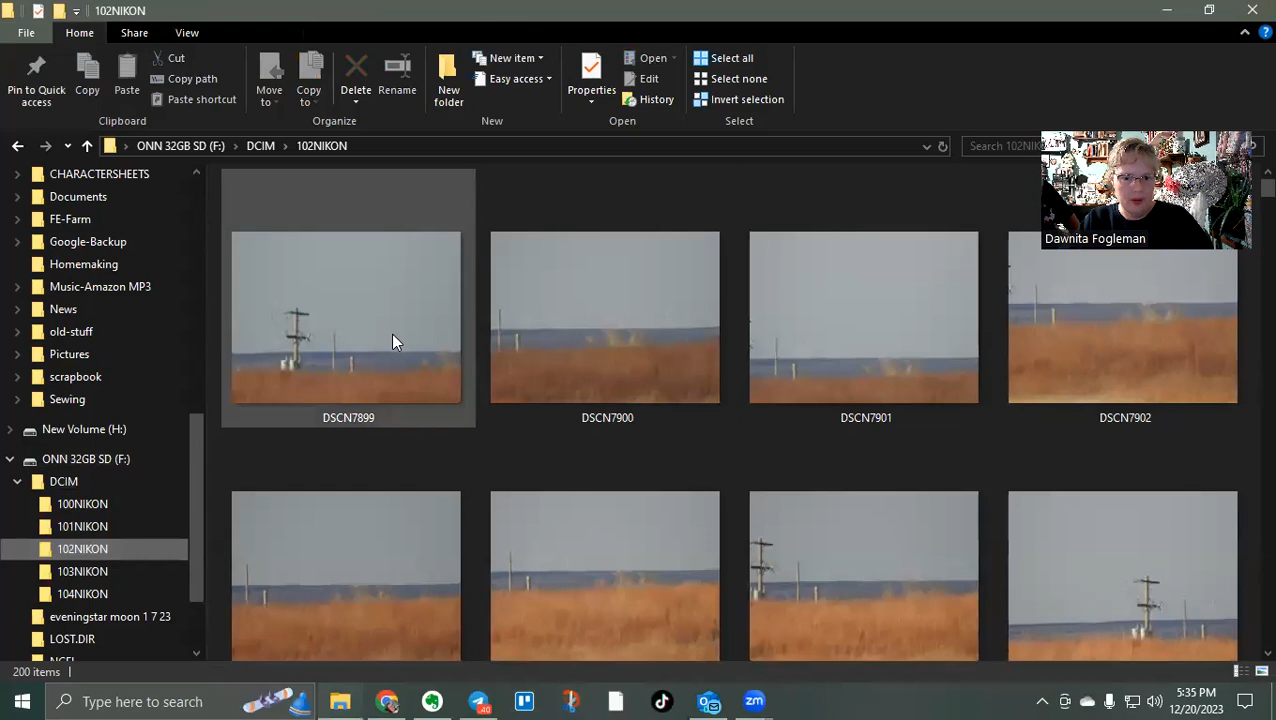 102NIKON
File Home Share View
Pin to Quick access
Copy
Paste
Cut
Copy path
Paste shortcut
Clipboard
Move to
Copy to
Delete
Rename
Organize
New folder
New item
Easy access
New
Properties
Open
Edit
History
Open
Select all
Select none
Invert selection
Select
ONN 32GB SD (F:) DCIM 102NIKON
Search 102NIK
CHARACTERSHEETS
Documents
FE-Farm
Google-Backup
Homemaking
Music-Amazon MP3
News
old-stuff
Pictures
scrapbook
Sewing
New Volume (H:)
ONN 32GB SD (F:)
DCIM
100NIKON
101NIKON
102NIKON
103NIKON
104NIKON
eveningstar moon 1 7 23
LOST.DIR
Dawnita Fogleman
DSCN7899 DSCN7900 DSCN7901 DSCN7902
200 items
Type here to search
40
zm
5:35 PM
12/20/2023